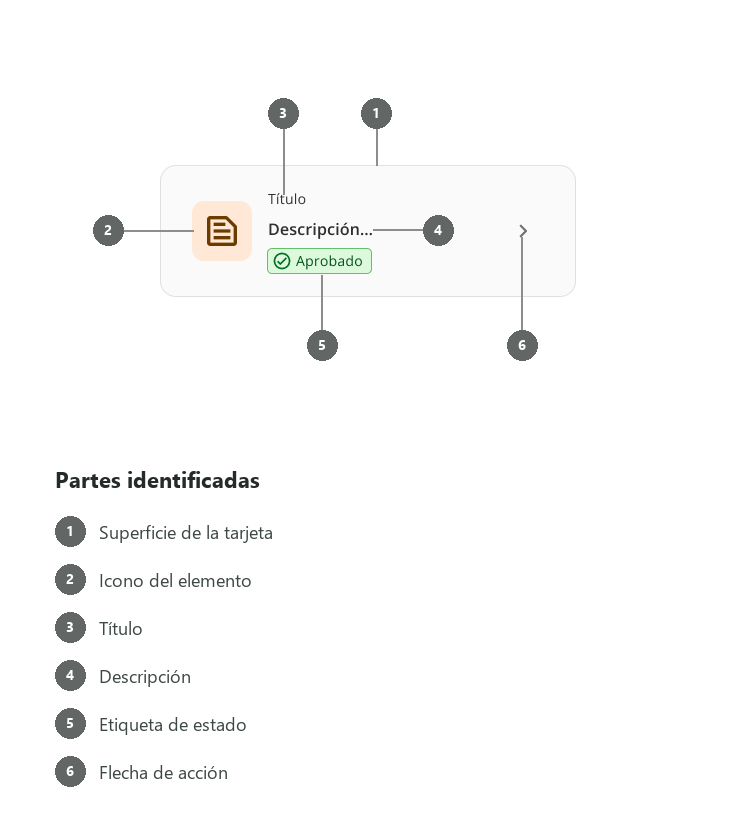 3 1
Título
2 Descripción... 4
Aprobado
5 6
Partes identificadas
1 Superficie de la tarjeta
2 Icono del elemento
3 Título
4 Descripción
5 Etiqueta de estado
6 Flecha de acción